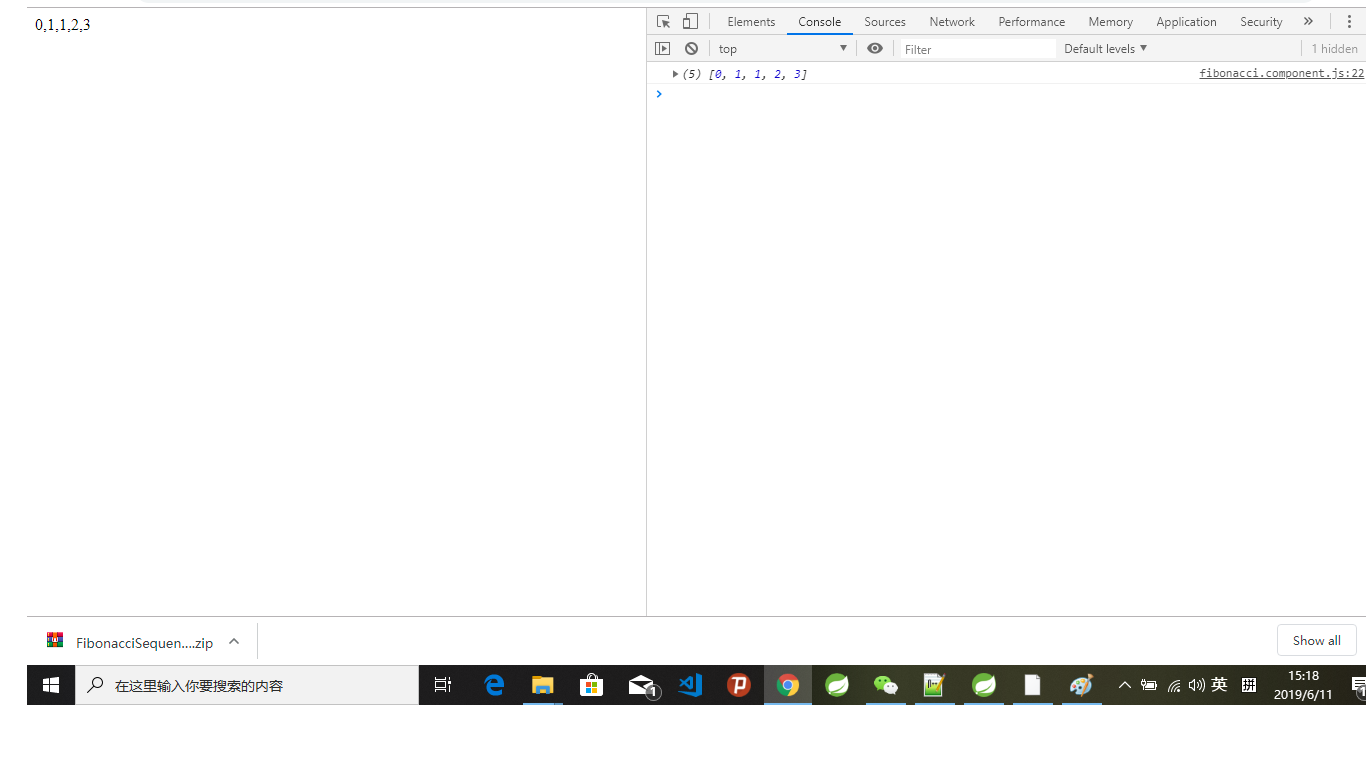 0,1,1,2,3
Elements Console Sources Network Performance Memory Application Security »
top Filter Default levels 1 hidden
(5) [0, 1, 1, 2, 3] fibonacci.component.js:22
FibonacciSequen....zip Show all
在这里输入你要搜索的内容 1 英 拼 15:18
2019/6/11